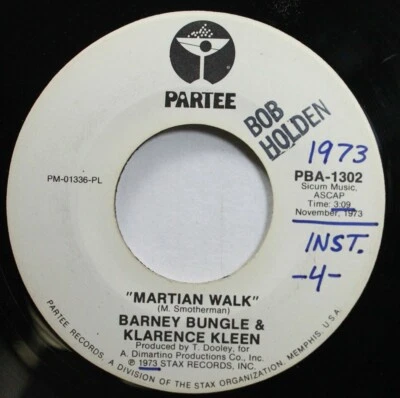 PARTEE
BOB HOLDEN
1973
PM-01336-PL
PBA-1302
Sicum Music,
ASCAP
Time: 3:09
November, 1973
INST.
-4-
"MARTIAN WALK"
(M. Smotherman)
BARNEY BUNGLE &
KLARENCE KLEEN
Produced by T. Dooley, for
A. Dimartino Productions Co., Inc.
℗ 1973 STAX RECORDS, INC.
PARTEE RECORDS, A DIVISION OF THE STAX ORGANIZATION, MEMPHIS, U.S.A.